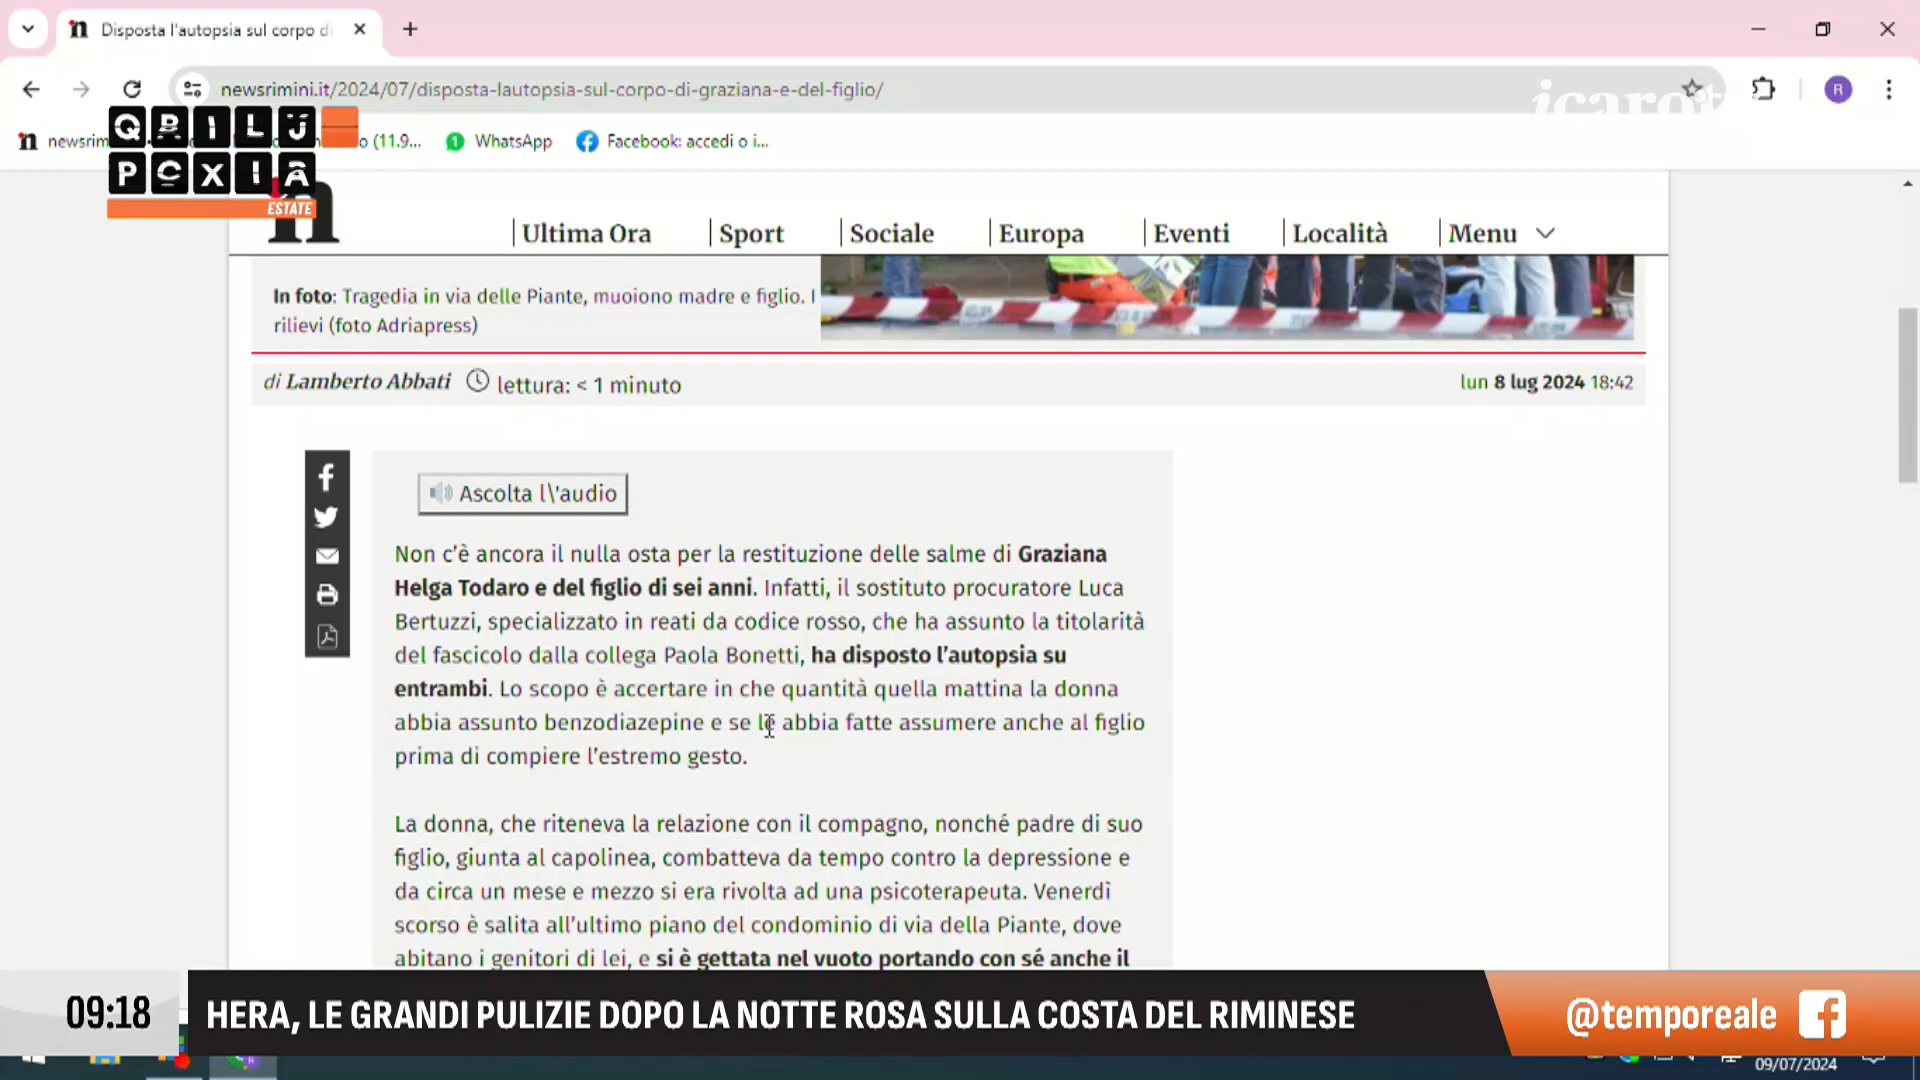 Disposta l'autopsia sul corpo d
newsrimini.it/2024/07/disposta-lautopsia-sul-corpo-di-graziana-e-del-figlio/
icarot
R
newsrim
o (11.9...
WhatsApp
Facebook: accedi o i...
ESTATE
Ultima Ora
Sport
Sociale
Europa
Eventi
Località
Menu
In foto: Tragedia in via delle Piante, muoiono madre e figlio. I
rilievi (foto Adriapress)
di Lamberto Abbati
lettura: < 1 minuto
lun 8 lug 2024 18:42
Ascolta l\'audio
Non c'è ancora il nulla osta per la restituzione delle salme di Graziana
Helga Todaro e del figlio di sei anni. Infatti, il sostituto procuratore Luca
Bertuzzi, specializzato in reati da codice rosso, che ha assunto la titolarità
del fascicolo dalla collega Paola Bonetti, ha disposto l'autopsia su
entrambi. Lo scopo è accertare in che quantità quella mattina la donna
abbia assunto benzodiazepine e se le abbia fatte assumere anche al figlio
prima di compiere l'estremo gesto.
La donna, che riteneva la relazione con il compagno, nonché padre di suo
figlio, giunta al capolinea, combatteva da tempo contro la depressione e
da circa un mese e mezzo si era rivolta ad una psicoterapeuta. Venerdì
scorso è salita all'ultimo piano del condominio di via della Piante, dove
abitano i genitori di lei, e si è gettata nel vuoto portando con sé anche il
09:18
HERA, LE GRANDI PULIZIE DOPO LA NOTTE ROSA SULLA COSTA DEL RIMINESE
@temporeale
09/07/2024